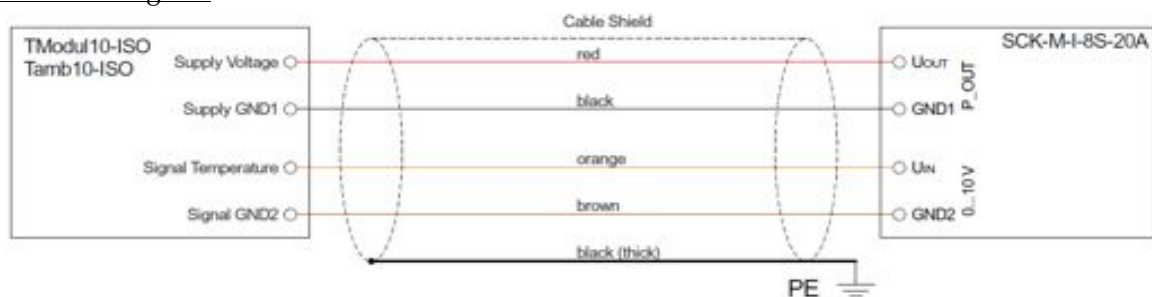 Cable Shield
TModul10-ISO
Tamb10-ISO
SCK-M-I-8S-20A
Supply Voltage
red
UOUT
Supply GND1
black
GND1
P_OUT
Signal Temperature
orange
UIN
Signal GND2
brown
GND2
0...10 V
black (thick)
PE